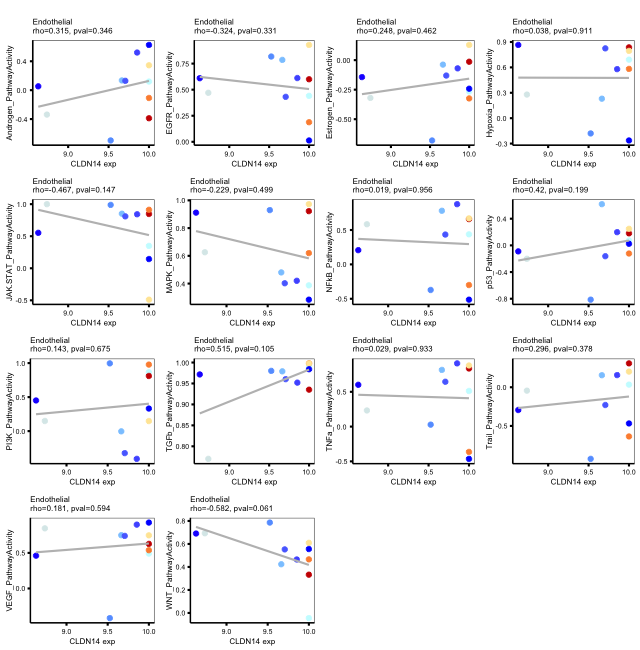 Endothelial
rho=0.315, pval=0.346
Androgen_PathwayActivity
0.4
0.0
-0.4
9.0
9.5
10.0
CLDN14 exp
Endothelial
rho=-0.324, pval=0.331
EGFR_PathwayActivity
0.75
0.50
0.25
0.00
9.0
9.5
10.0
CLDN14 exp
Endothelial
rho=0.248, pval=0.462
Estrogen_PathwayActivity
0.00
-0.25
-0.50
9.0
9.5
10.0
CLDN14 exp
Endothelial
rho=0.038, pval=0.911
Hypoxia_PathwayActivity
0.9
0.6
0.3
0.0
-0.3
9.0
9.5
10.0
CLDN14 exp
Endothelial
rho=-0.467, pval=0.147
JAK-STAT_PathwayActivity
1.0
0.5
0.0
-0.5
9.0
9.5
10.0
CLDN14 exp
Endothelial
rho=-0.229, pval=0.499
MAPK_PathwayActivity
1.0
0.8
0.6
0.4
9.0
9.5
10.0
CLDN14 exp
Endothelial
rho=0.019, pval=0.956
NFkB_PathwayActivity
1.0
0.5
0.0
-0.5
9.0
9.5
10.0
CLDN14 exp
Endothelial
rho=0.42, pval=0.199
p53_PathwayActivity
0.4
0.0
-0.4
-0.8
9.0
9.5
10.0
CLDN14 exp
Endothelial
rho=0.143, pval=0.675
PI3K_PathwayActivity
1.0
0.5
0.0
9.0
9.5
10.0
CLDN14 exp
Endothelial
rho=0.515, pval=0.105
TGFb_PathwayActivity
1.00
0.95
0.90
0.85
0.80
9.0
9.5
10.0
CLDN14 exp
Endothelial
rho=0.029, pval=0.933
TNFa_PathwayActivity
1.0
0.5
0.0
-0.5
9.0
9.5
10.0
CLDN14 exp
Endothelial
rho=0.296, pval=0.378
Trail_PathwayActivity
0.0
-0.5
9.0
9.5
10.0
CLDN14 exp
Endothelial
rho=0.181, pval=0.594
VEGF_PathwayActivity
0.5
0.0
9.0
9.5
10.0
CLDN14 exp
Endothelial
rho=-0.582, pval=0.061
WNT_PathwayActivity
0.8
0.6
0.4
0.2
0.0
9.0
9.5
10.0
CLDN14 exp